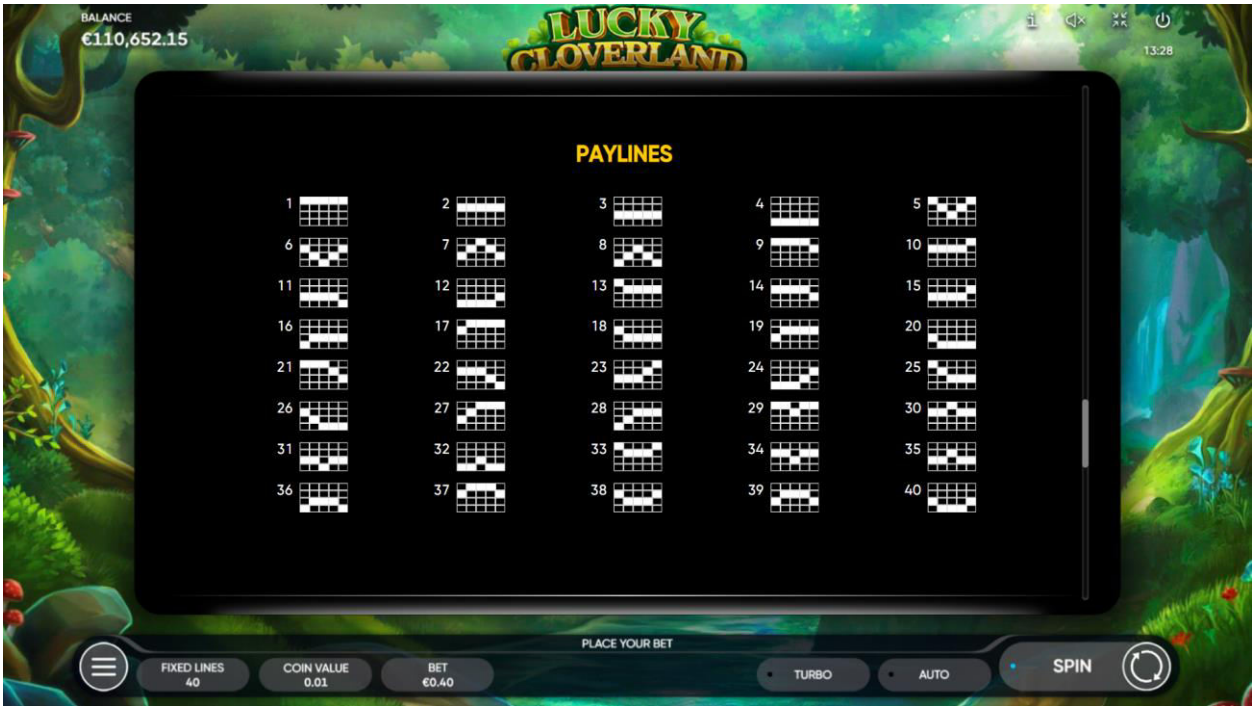 BALANCE
€110,652.15
LUCKY
CLOVERLAND
13:28
PAYLINES
1 2 3 4 5
6 7 8 9 10
11 12 13 14 15
16 17 18 19 20
21 22 23 24 25
26 27 28 29 30
31 32 33 34 35
36 37 38 39 40
PLACE YOUR BET
FIXED LINES
40
COIN VALUE
0.01
BET
€0.40
TURBO
AUTO
SPIN